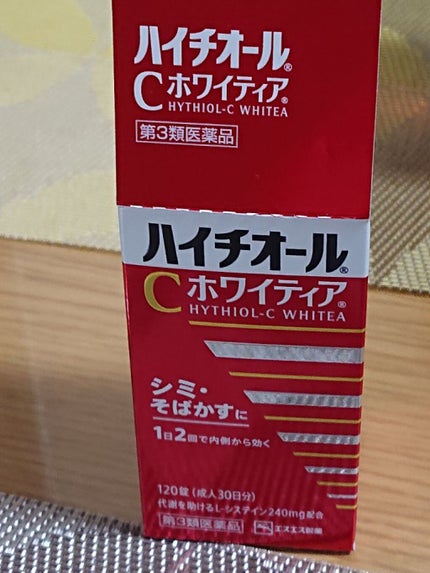 ハイチオール®
Cホワイティア®
HYTHIOL-C WHITEA
第3類医薬品
ハイチオール®
Cホワイティア®
HYTHIOL-C WHITEA
シミ・
そばかすに
1日2回で内側から効く
120錠(成人30日分)
代謝を助けるL-システイン240mg配合
第3類医薬品 エスエス製薬